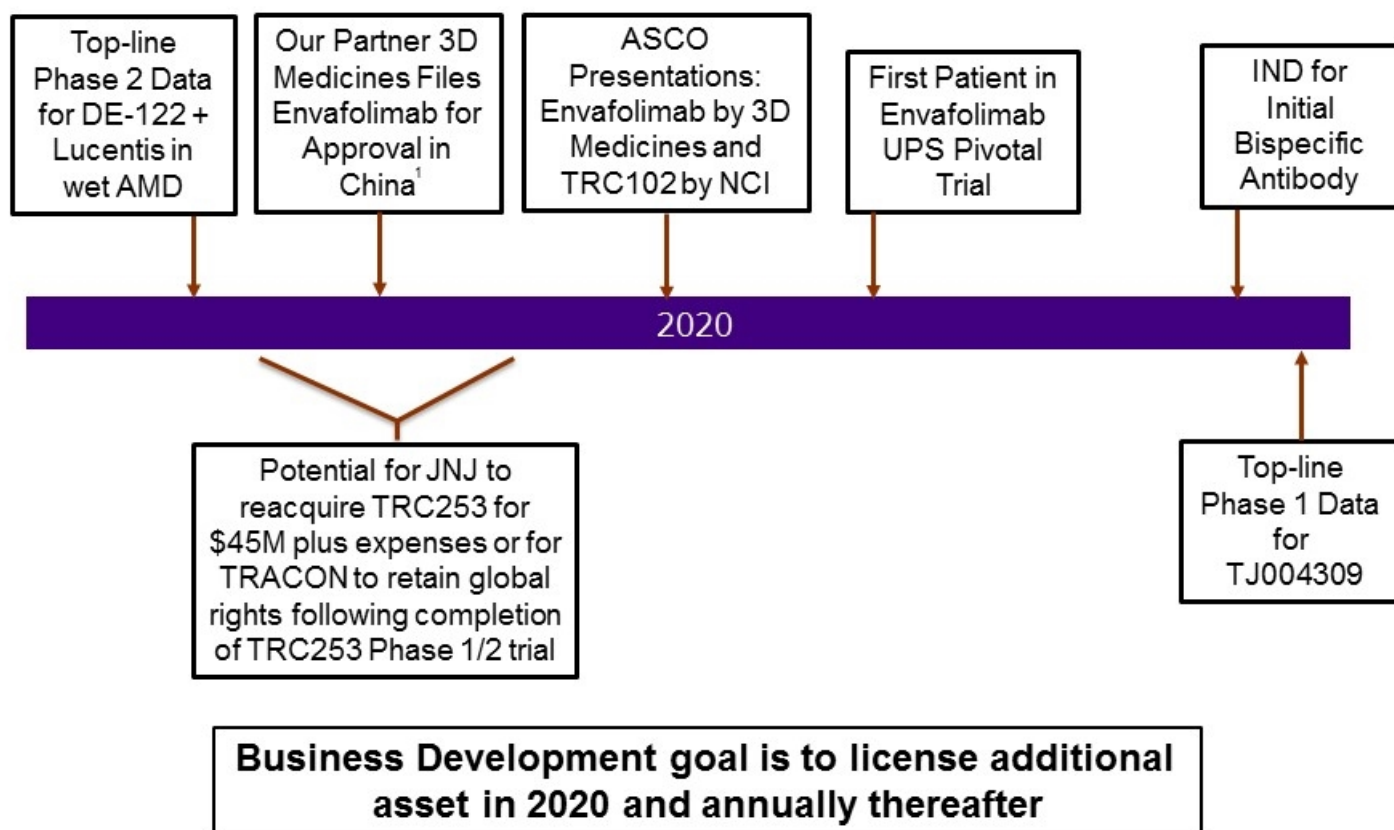 Top-line
Phase 2 Data
for DE-122 +
Lucentis in
wet AMD
Our Partner 3D
Medicines Files
Envafolimab for
Approval in
China¹
ASCO
Presentations:
Envafolimab by 3D
Medicines and
TRC102 by NCI
First Patient in
Envafolimab
UPS Pivotal
Trial
IND for
Initial
Bispecific
Antibody
2020
Potential for JNJ to
reacquire TRC253 for
$45M plus expenses or for
TRACON to retain global
rights following completion
of TRC253 Phase 1/2 trial
Top-line
Phase 1 Data
for
TJ004309
Business Development goal is to license additional
asset in 2020 and annually thereafter